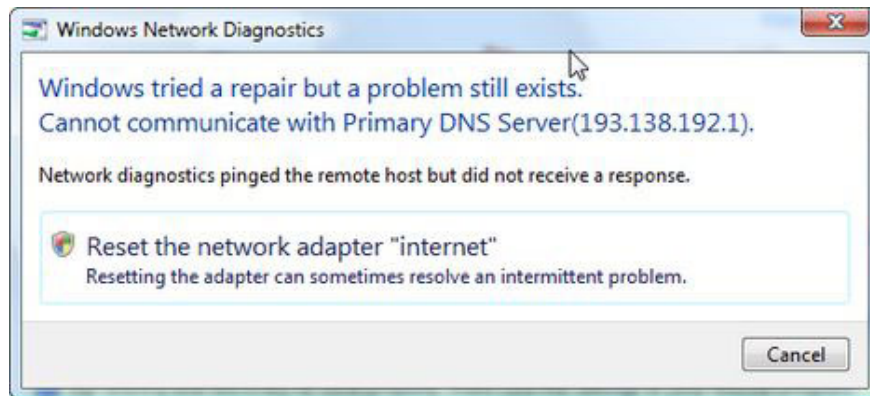 Windows Network Diagnostics
Windows tried a repair but a problem still exists.
Cannot communicate with Primary DNS Server(193.138.192.1).
Network diagnostics pinged the remote host but did not receive a response.
Reset the network adapter "internet"
Resetting the adapter can sometimes resolve an intermittent problem.
Cancel